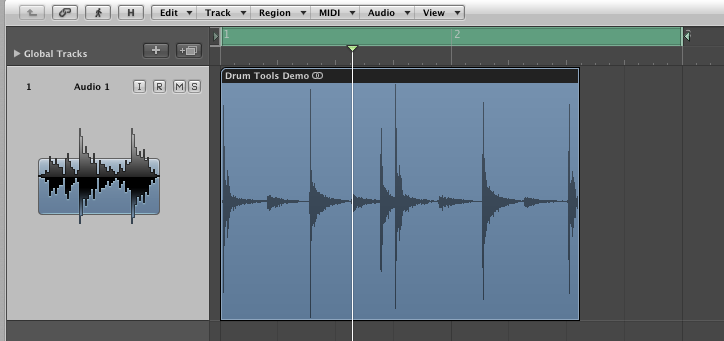 H Edit Track Region MIDI Audio View
1 2
Global Tracks
Drum Tools Demo
1 Audio 1 I R M S